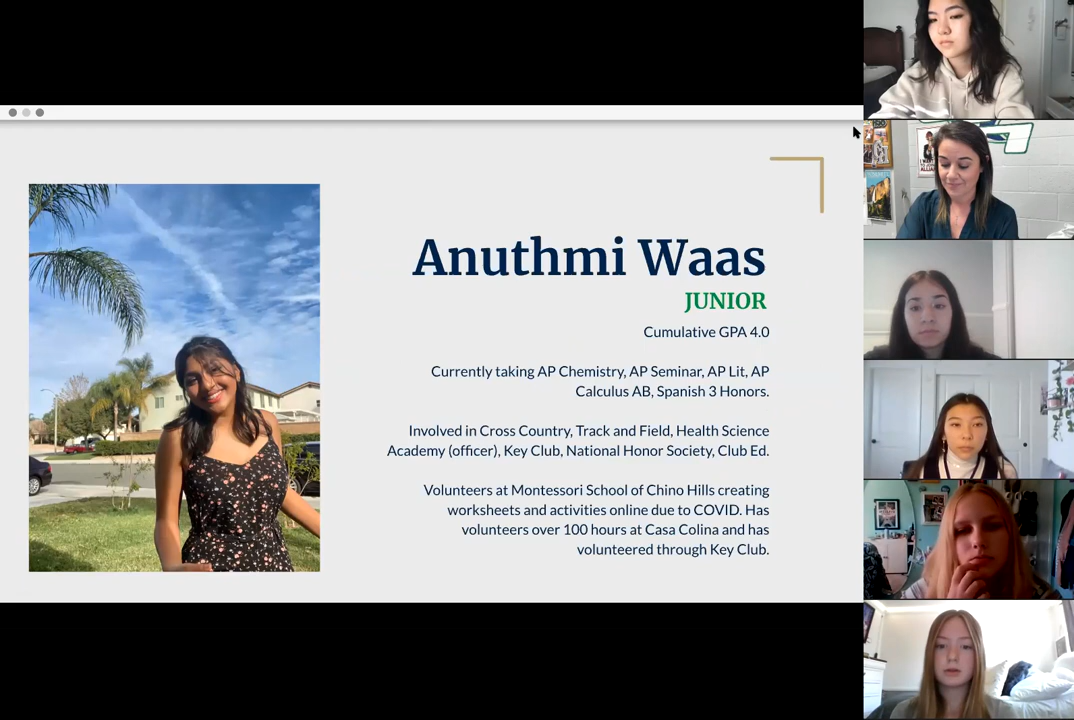 Anuthmi Waas
JUNIOR
Cumulative GPA 4.0
Currently taking AP Chemistry, AP Seminar, AP Lit, AP
Calculus AB, Spanish 3 Honors.
Involved in Cross Country, Track and Field, Health Science
Academy (officer), Key Club, National Honor Society, Club Ed.
Volunteers at Montessori School of Chino Hills creating
worksheets and activities online due to COVID. Has
volunteers over 100 hours at Casa Colina and has
volunteered through Key Club.